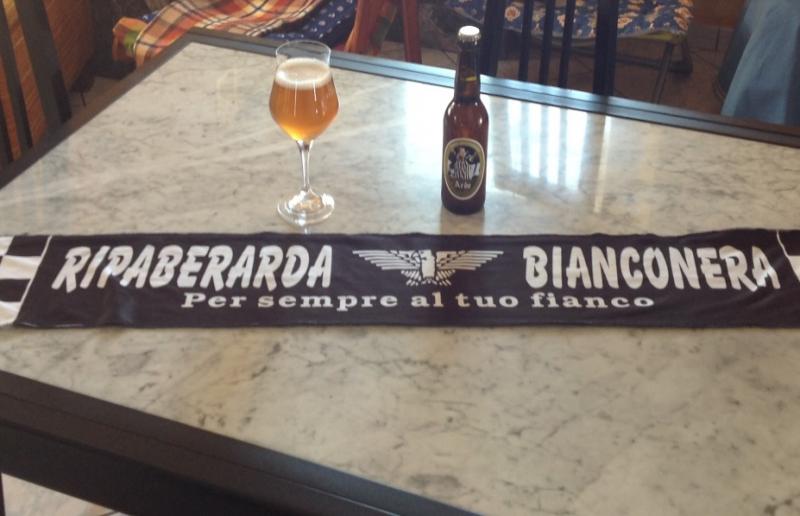 RIPABERARDA BIANCONERA
Per sempre al tuo fianco